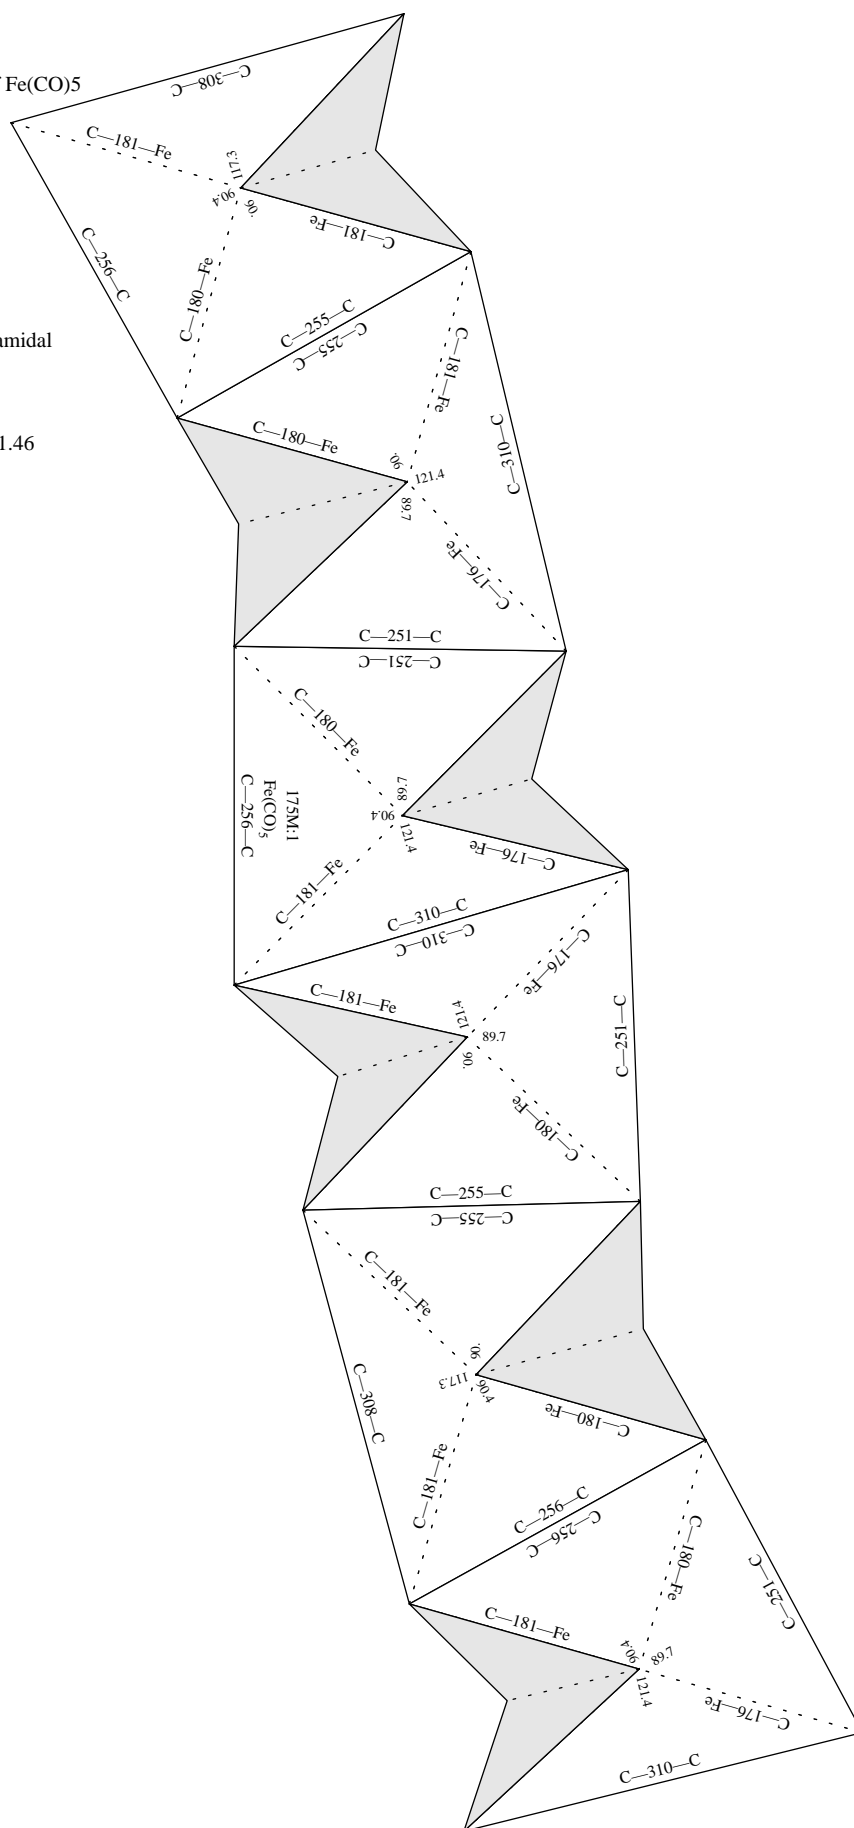 Fe(CO)5
C—308—C
C—181—Fe
117.3
90.4
90.
C—181—Fe
C—256—C
C—180—Fe
C—255—C
C—255—C
amidal
C—181—Fe
C—180—Fe
1.46
C—310—C
90.
121.4
89.7
C—176—Fe
C—251—C
C—251—C
C—180—Fe
175M:1
Fe(CO)₅
C—256—C
89.7
90.4
121.4
C—176—Fe
C—181—Fe
C—310—C
C—310—C
C—176—Fe
C—181—Fe
121.4
89.7
90.
C—251—C
C—180—Fe
C—255—C
C—255—C
C—181—Fe
90.
117.3
90.4
C—308—C
C—180—Fe
C—181—Fe
C—256—C
C—256—C
C—180—Fe
C—251—C
C—181—Fe
90.4
89.7
121.4
C—176—Fe
C—310—C